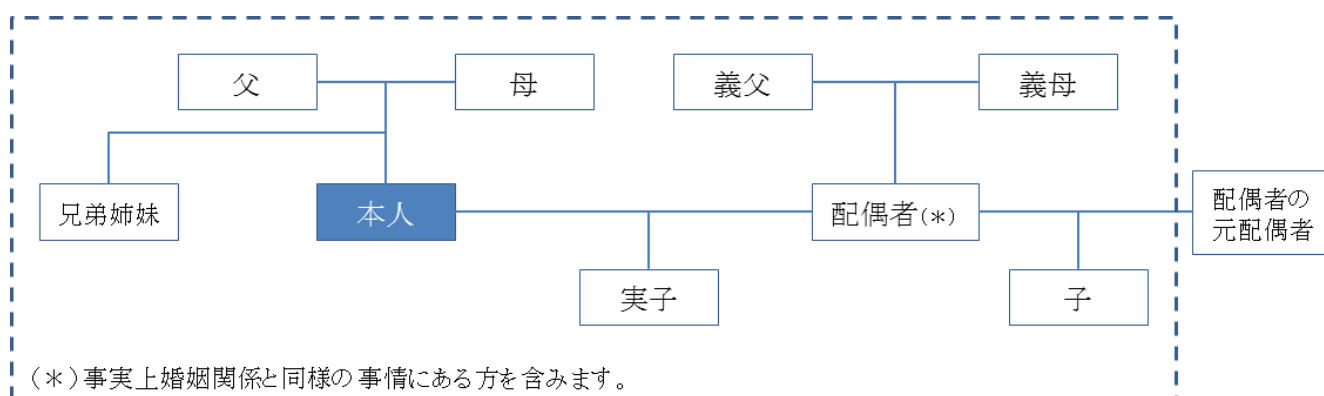 父
母
義父
義母
兄弟姉妹
本人
配偶者(*)
配偶者の
元配偶者
実子
子
(*)事実上婚姻関係と同様の事情にある方を含みます。